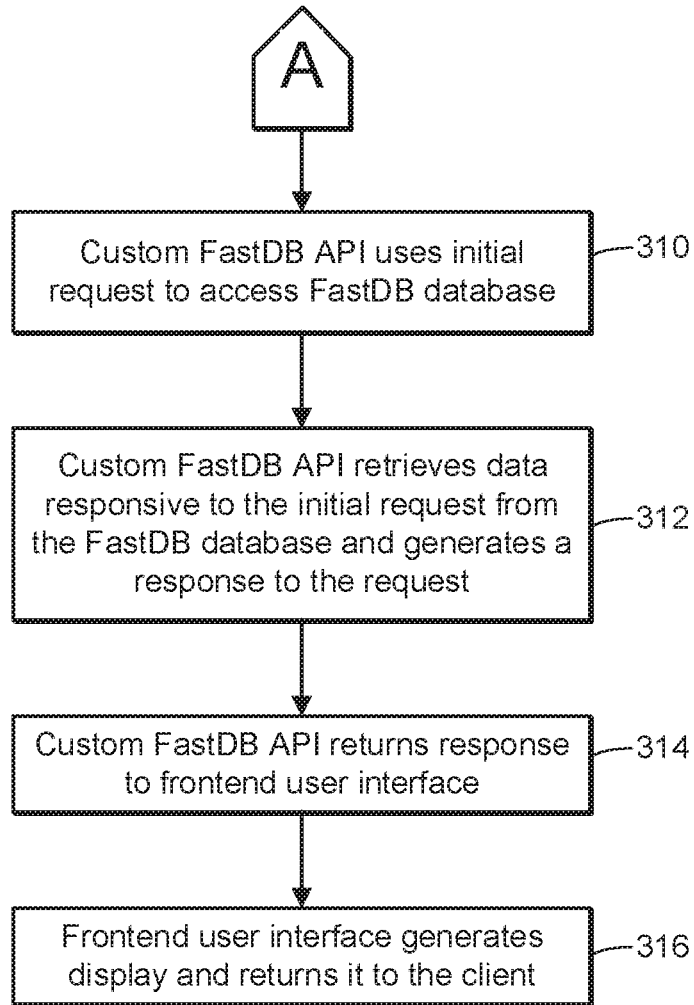 A
Custom FastDB API uses initial
request to access FastDB database
310
Custom FastDB API retrieves data
responsive to the initial request from
the FastDB database and generates a
response to the request
312
Custom FastDB API returns response
to frontend user interface
314
Frontend user interface generates
display and returns it to the client
316